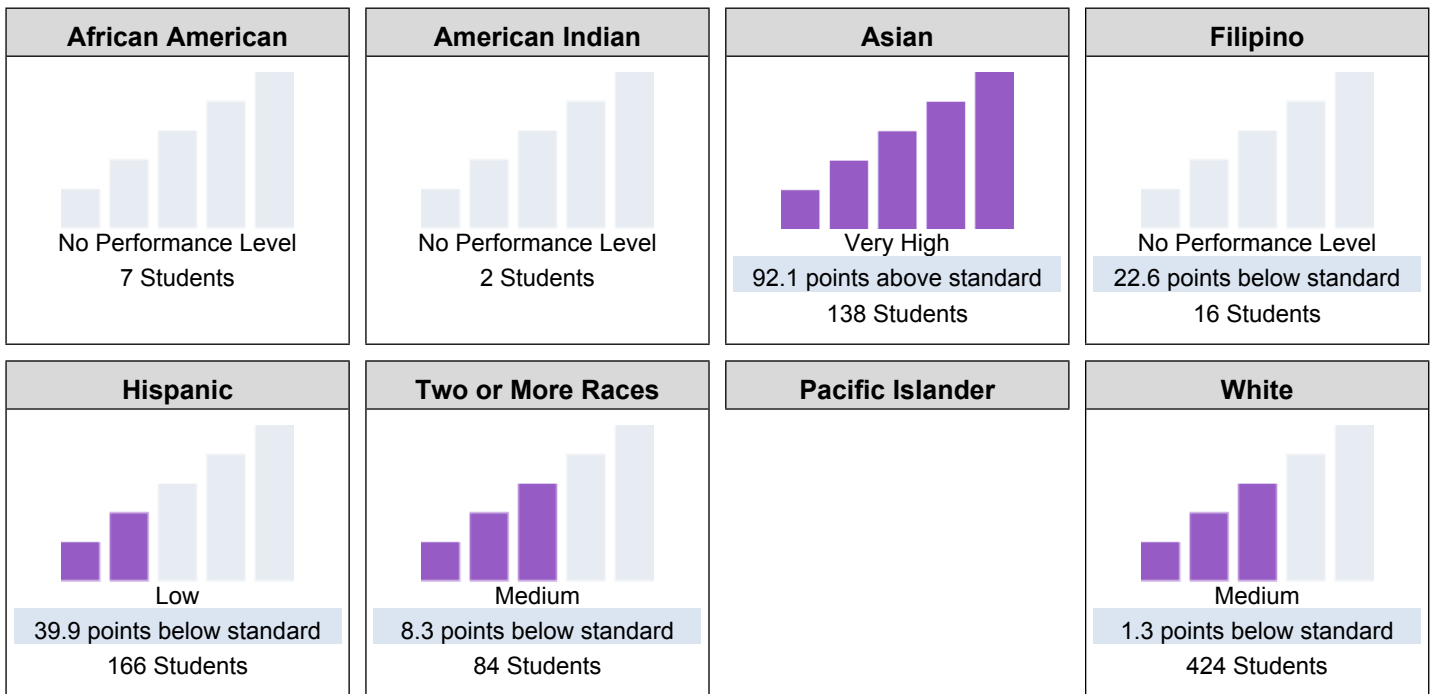 African American
No Performance Level
7 Students
American Indian
No Performance Level
2 Students
Asian
Very High
92.1 points above standard
138 Students
Filipino
No Performance Level
22.6 points below standard
16 Students
Hispanic
Low
39.9 points below standard
166 Students
Two or More Races
Medium
8.3 points below standard
84 Students
Pacific Islander
White
Medium
1.3 points below standard
424 Students